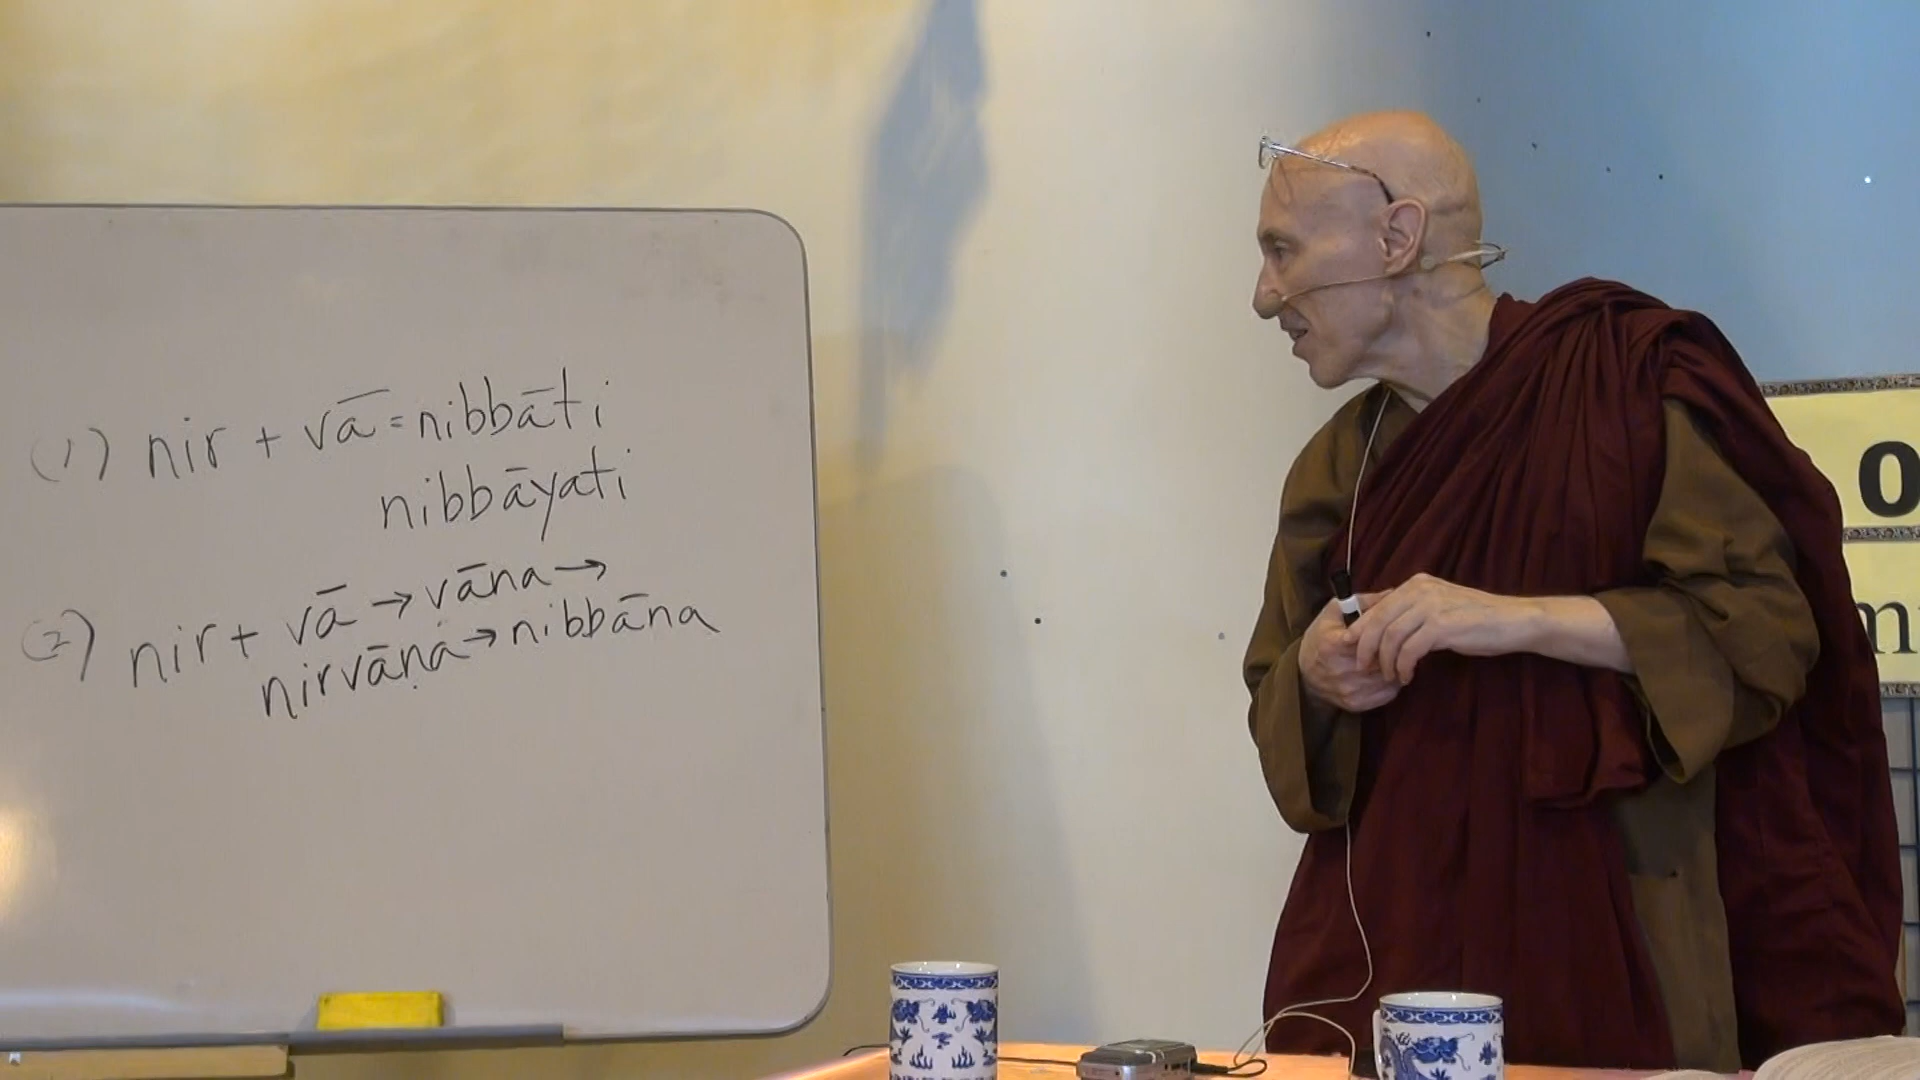 (1) nir + vā = nibbāti
nibbāyati
(2) nir + vā → vāna →
nirvāṇa → nibbāna
o
m